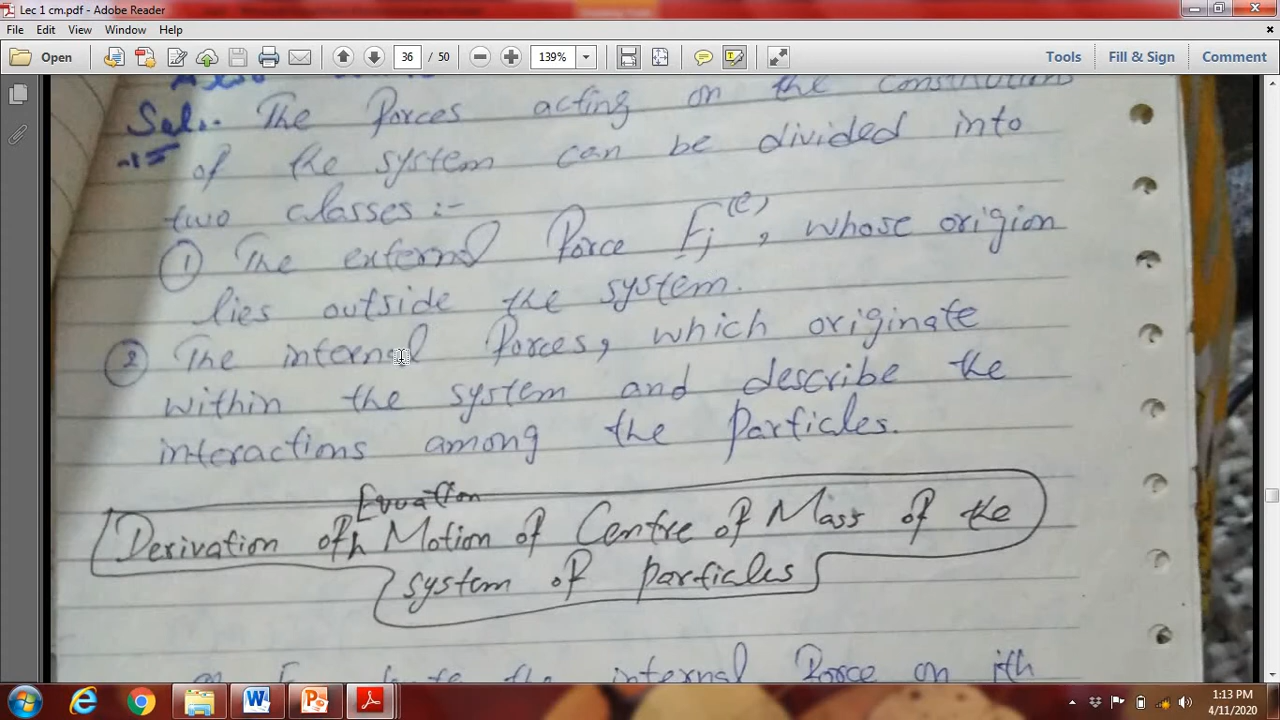 Lec 1 cm.pdf - Adobe Reader
File Edit View Window Help
Open 36 / 50 139% Tools Fill & Sign Comment
Sol:- The Forces acting on the
of the system can be divided into
two classes :-
① The external Force Fj(e), whose origion
lies outside the system.
② The internal Forces, which originate
within the system and describe the
interactions among the Particles.
Equation
Derivation of Motion of Centre of Mass of the
system of particles
the internal Force on jth
1:13 PM
4/11/2020